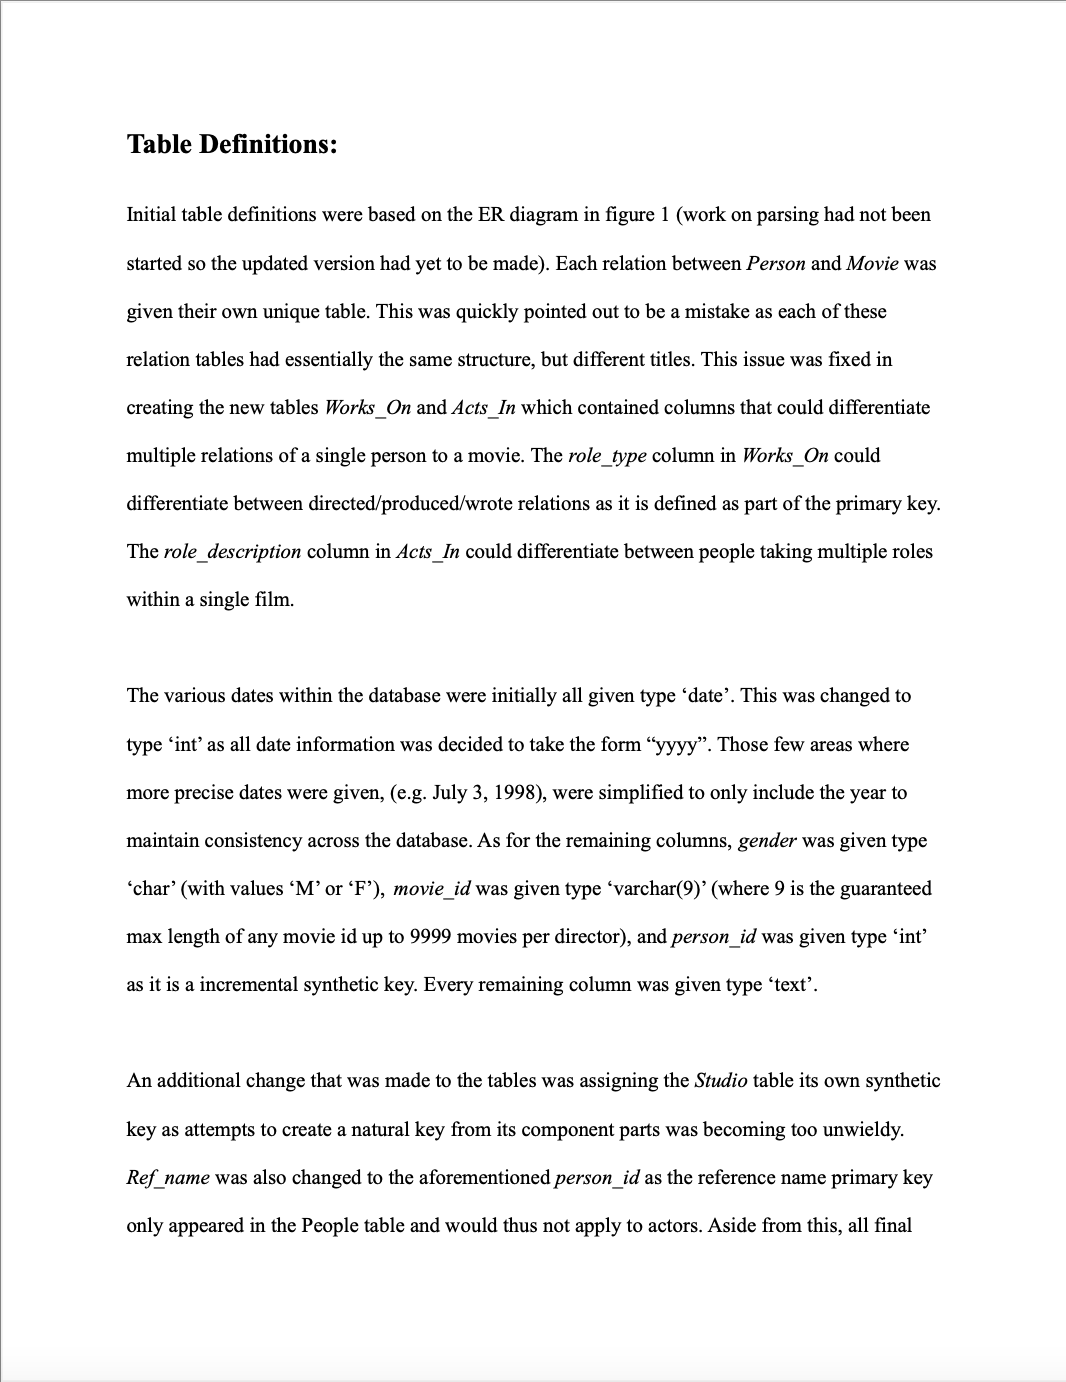 Table Definitions:
Initial table definitions were based on the ER diagram in figure 1 (work on parsing had not been
started so the updated version had yet to be made). Each relation between Person and Movie was
given their own unique table. This was quickly pointed out to be a mistake as each of these
relation tables had essentially the same structure, but different titles. This issue was fixed in
creating the new tables Works_On and Acts_In which contained columns that could differentiate
multiple relations of a single person to a movie. The role_type column in Works_On could
differentiate between directed/produced/wrote relations as it is defined as part of the primary key.
The role_description column in Acts_In could differentiate between people taking multiple roles
within a single film.
The various dates within the database were initially all given type ‘date’. This was changed to
type ‘int’ as all date information was decided to take the form “yyyy”. Those few areas where
more precise dates were given, (e.g. July 3, 1998), were simplified to only include the year to
maintain consistency across the database. As for the remaining columns, gender was given type
‘char’ (with values ‘M’ or ‘F’), movie_id was given type ‘varchar(9)’ (where 9 is the guaranteed
max length of any movie id up to 9999 movies per director), and person_id was given type ‘int’
as it is a incremental synthetic key. Every remaining column was given type ‘text’.
An additional change that was made to the tables was assigning the Studio table its own synthetic
key as attempts to create a natural key from its component parts was becoming too unwieldy.
Ref_name was also changed to the aforementioned person_id as the reference name primary key
only appeared in the People table and would thus not apply to actors. Aside from this, all final